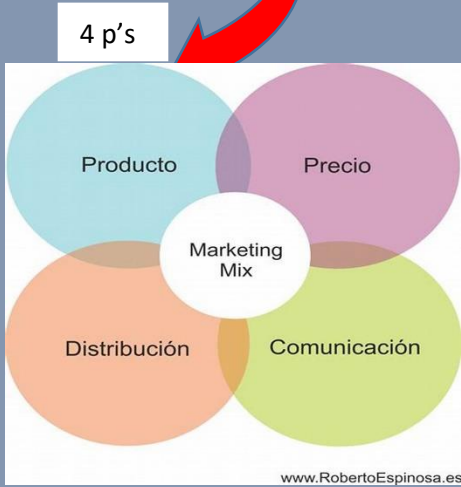 4 p’s
Producto
Precio
Marketing
Mix
Distribución
Comunicación
www.RobertoEspinosa.es